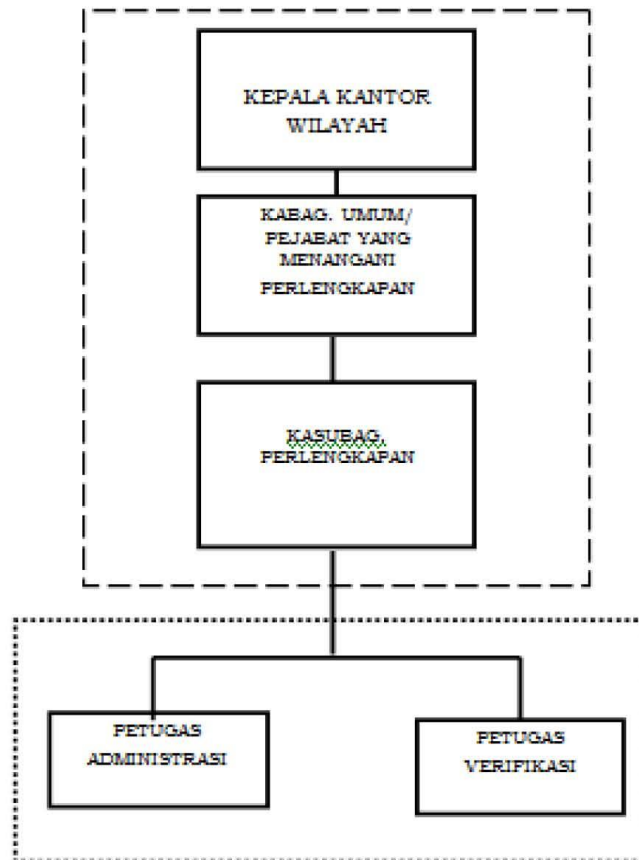 KEPALA KANTOR
WILAYAH
KABAG. UMUM/
PEJABAT YANG
MENANGANI
PERLENGKAPAN
KASUBAG.
PERLENGKAPAN
PETUGAS
ADMINISTRASI
PETUGAS
VERIFIKASI